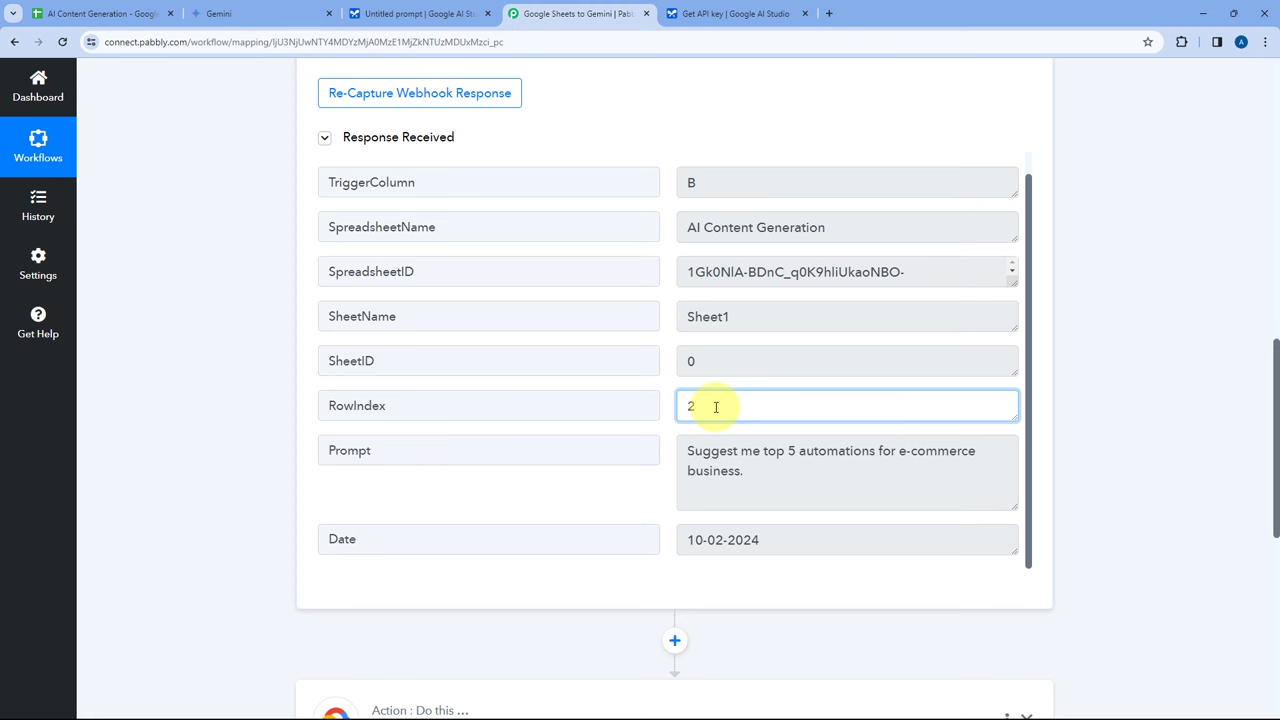 AI Content Generation - Google
Gemini
Untitled prompt | Google AI Stu
Google Sheets to Gemini | Pabb
Get API key | Google AI Studio
connect.pabbly.com/workflow/mapping/IjU3NjUwNTY4MDYzMjA0MzE1MjZkNTUzMDUxMzci_pc
A
Dashboard
Workflows
History
Settings
Get Help
Re-Capture Webhook Response
Response Received
TriggerColumn
B
SpreadsheetName
AI Content Generation
SpreadsheetID
1Gk0NlA-BDnC_q0K9hliUkaoNBO-
SheetName
Sheet1
SheetID
0
RowIndex
2
Prompt
Suggest me top 5 automations for e-commerce
business.
Date
10-02-2024
Action : Do this ...